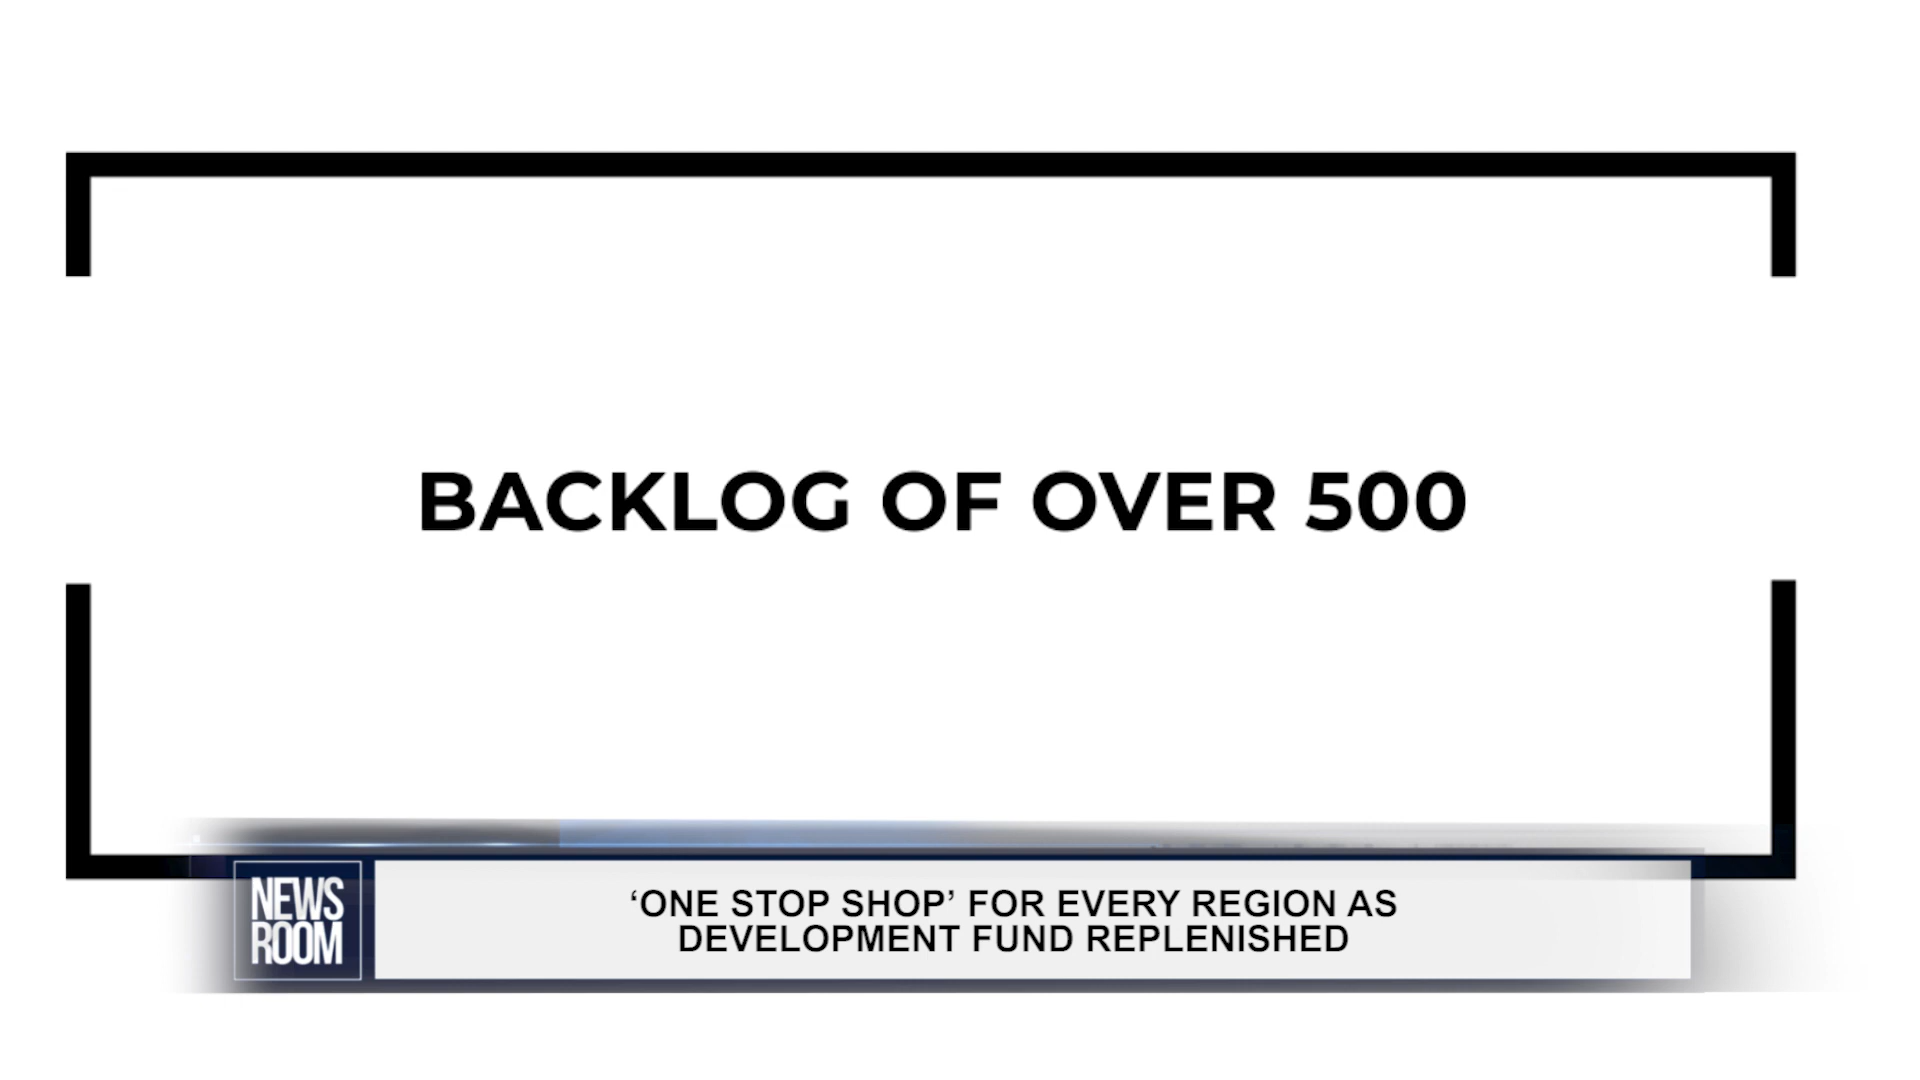 BACKLOG OF OVER 500
NEWS
ROOM
‘ONE STOP SHOP’ FOR EVERY REGION AS
DEVELOPMENT FUND REPLENISHED